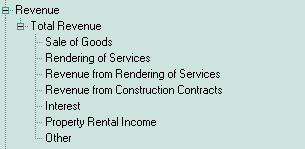 Revenue
Total Revenue
Sale of Goods
Rendering of Services
Revenue from Rendering of Services
Revenue from Construction Contracts
Interest
Property Rental Income
Other